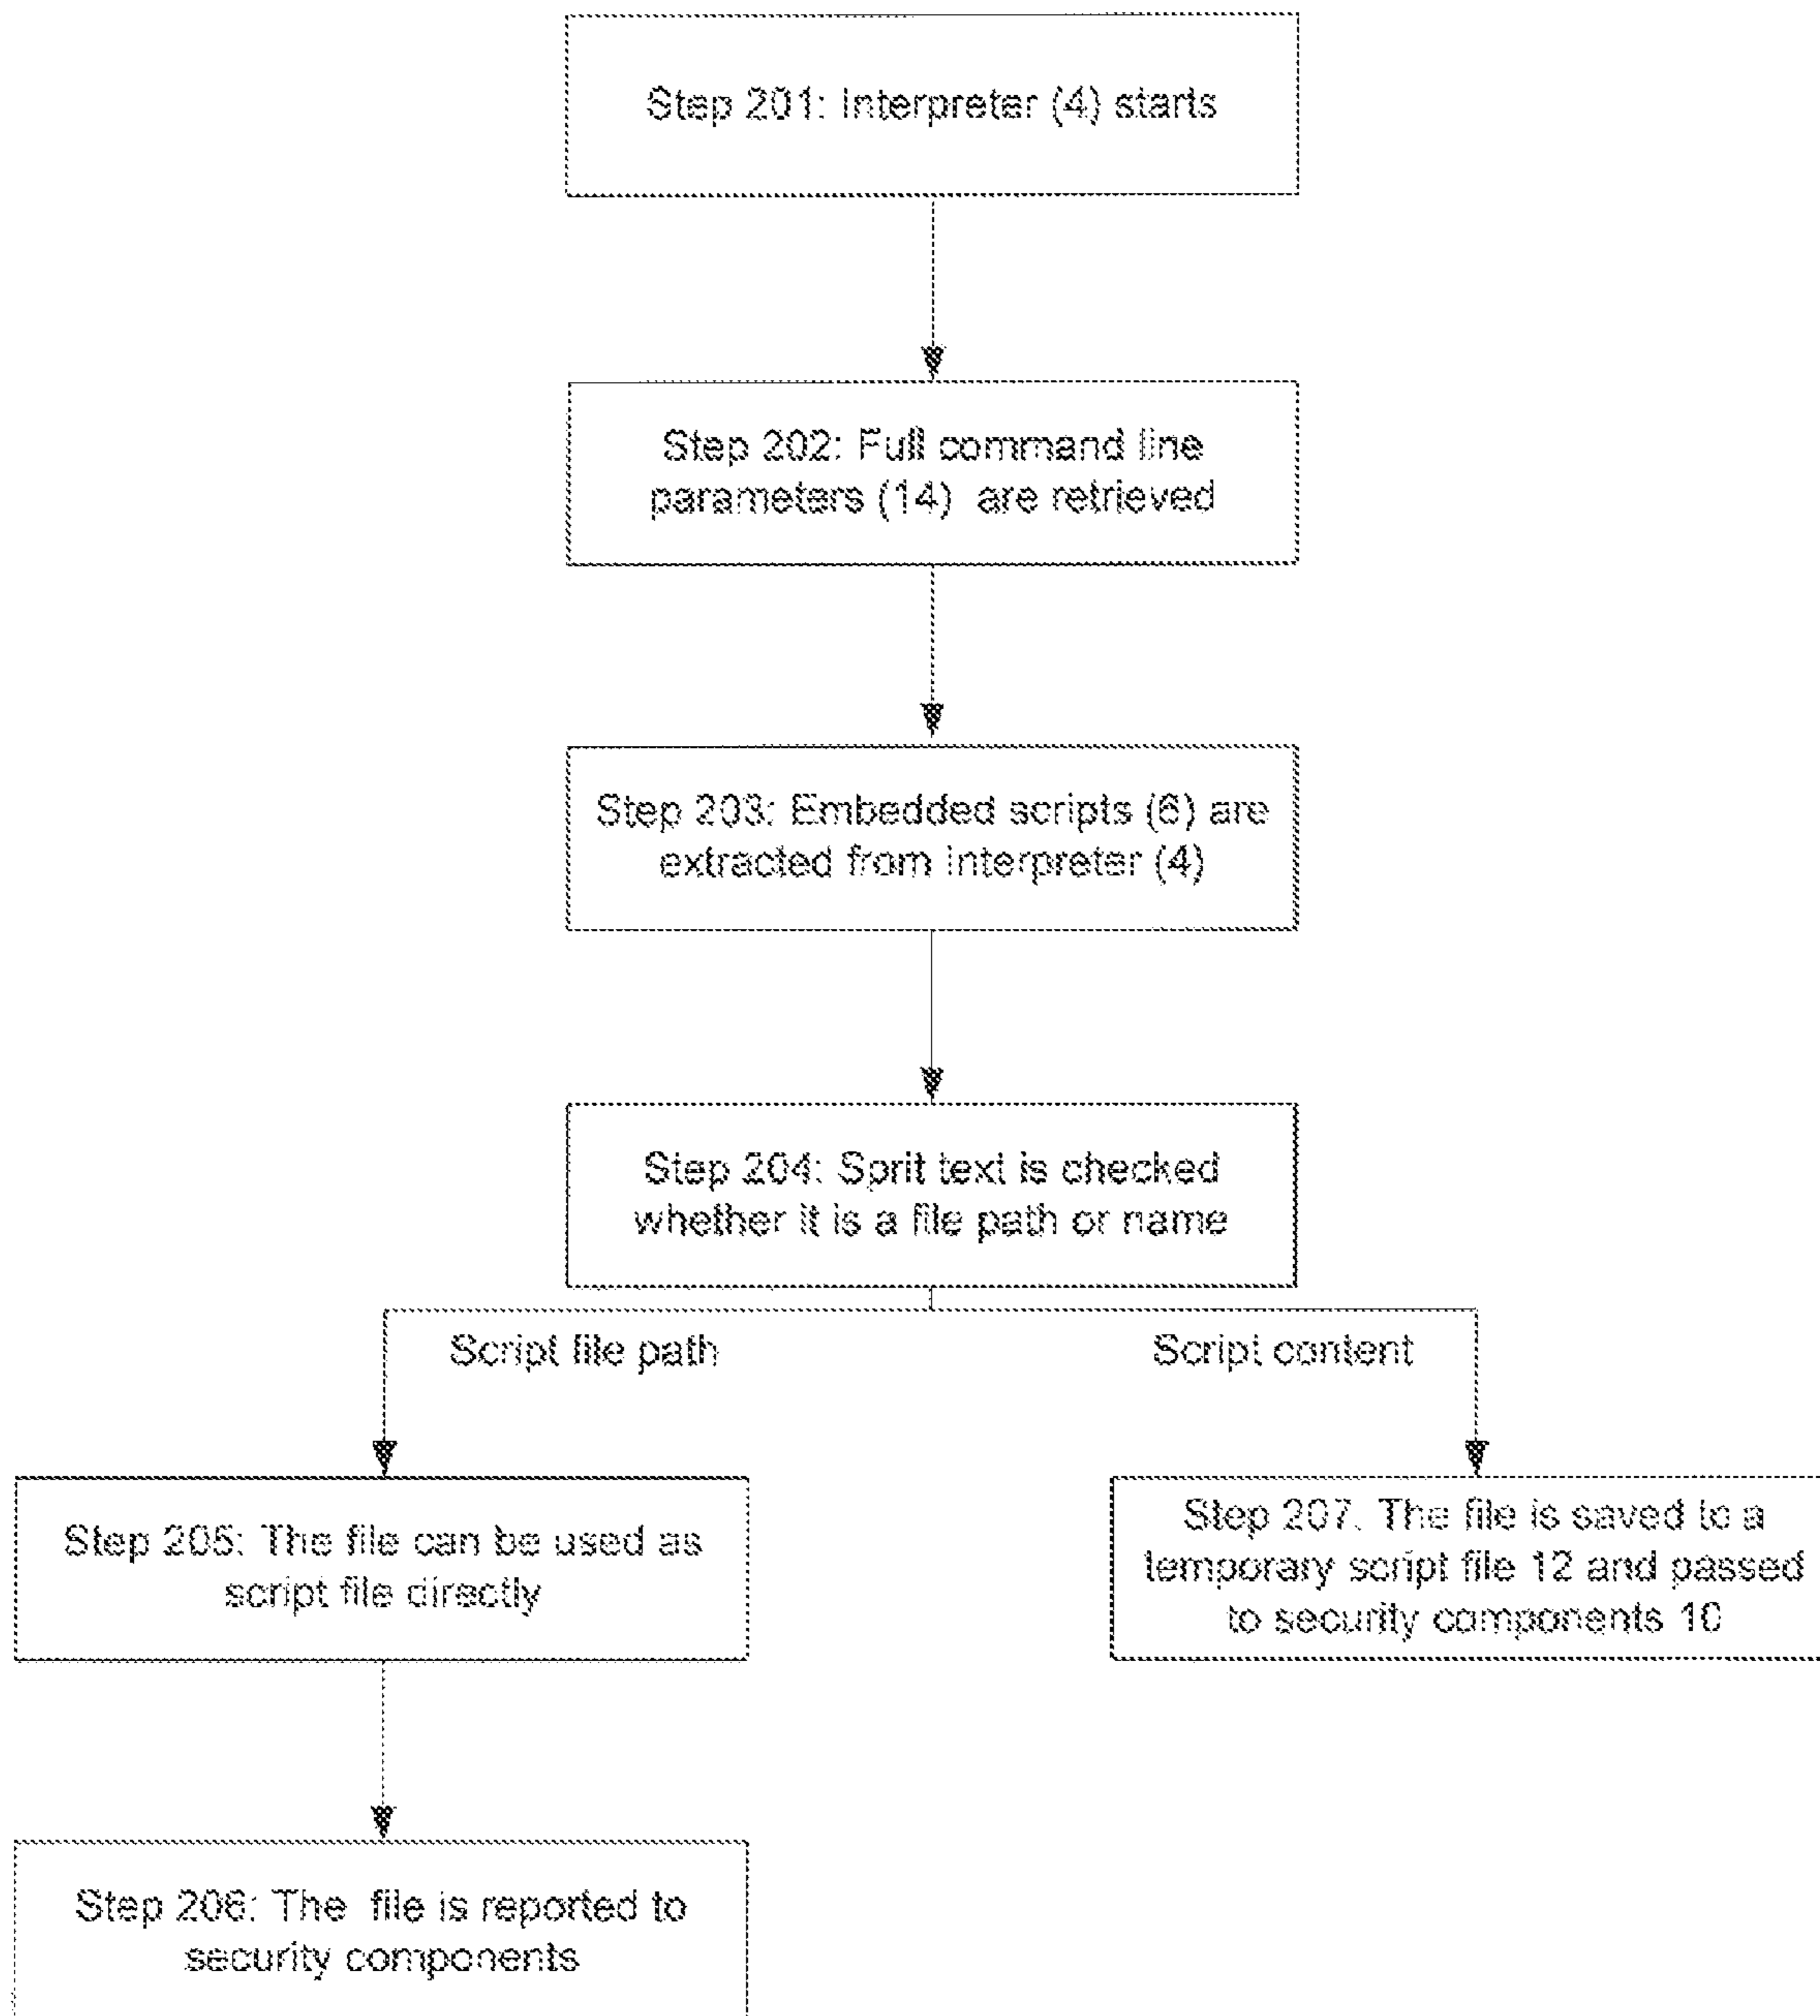 Step 201: Interpreter (4) starts
Step 202: Full command line
parameters (14) are retrieved
Step 203: Embedded scripts (6) are
extracted from interpreter (4)
Step 204: Sprit text is checked
whether it is a file path or name
Script file path
Script content
Step 205: The file can be used as
script file directly
Step 207. The file is saved to a
temporary script file 12 and passed
to security components 10
Step 206: The file is reported to
security components